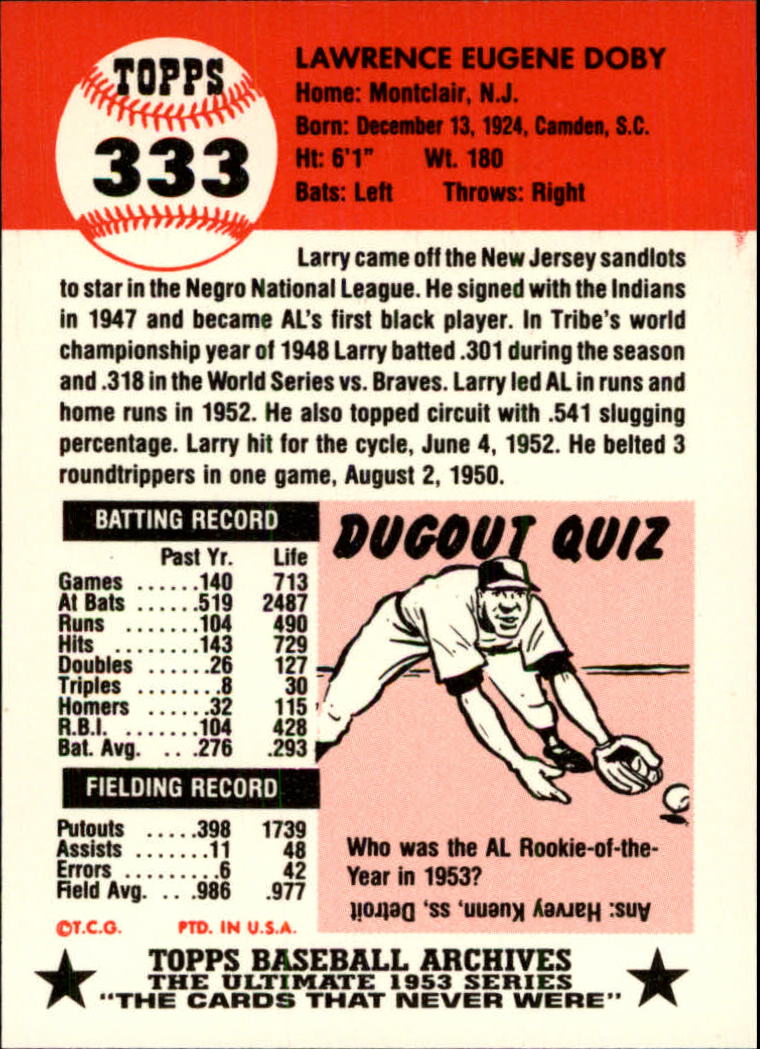 TOPPS
333
LAWRENCE EUGENE DOBY
Home: Montclair, N.J.
Born: December 13, 1924, Camden, S.C.
Ht: 6'1" Wt. 180
Bats: Left Throws: Right
Larry came off the New Jersey sandlots
to star in the Negro National League. He signed with the Indians
in 1947 and became AL's first black player. In Tribe's world
championship year of 1948 Larry batted .301 during the season
and .318 in the World Series vs. Braves. Larry led AL in runs and
home runs in 1952. He also topped circuit with .541 slugging
percentage. Larry hit for the cycle, June 4, 1952. He belted 3
roundtrippers in one game, August 2, 1950.
BATTING RECORD
Past Yr. Life
Games ......140 713
At Bats ......519 2487
Runs .......104 490
Hits ........143 729
Doubles ......26 127
Triples ........8 30
Homers ......32 115
R.B.I. .......104 428
Bat. Avg. ... .276 .293
FIELDING RECORD
Putouts .....398 1739
Assists ........11 48
Errors .........6 42
Field Avg. ... .986 .977
©T.C.G. PTD. IN U.S.A.
DUGOUT QUIZ
Who was the AL Rookie-of-the-
Year in 1953?
Ans: Harvey Kuenn, ss, Detroit
TOPPS BASEBALL ARCHIVES
THE ULTIMATE 1953 SERIES
"THE CARDS THAT NEVER WERE"